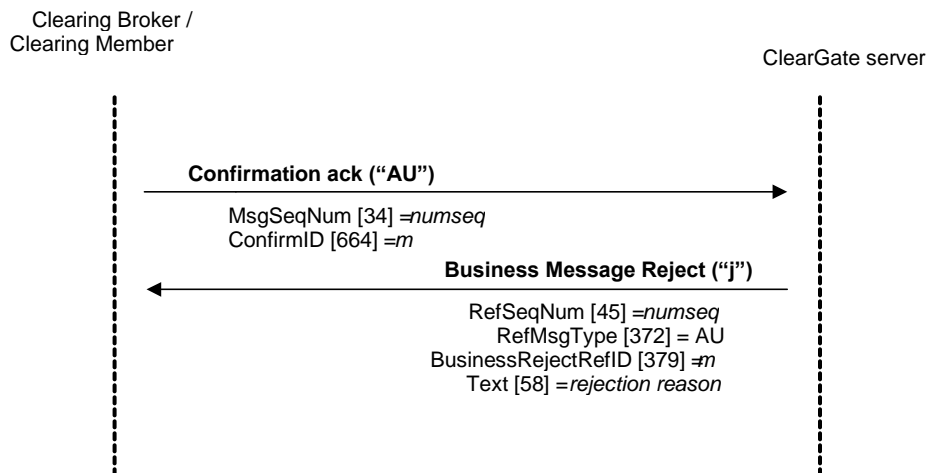 Clearing Broker /
Clearing Member
ClearGate server
Confirmation ack (“AU”)
MsgSeqNum [34] =numseq
ConfirmID [664] =m
Business Message Reject (“j”)
RefSeqNum [45] =numseq
RefMsgType [372] = AU
BusinessRejectRefID [379] =m
Text [58] =rejection reason